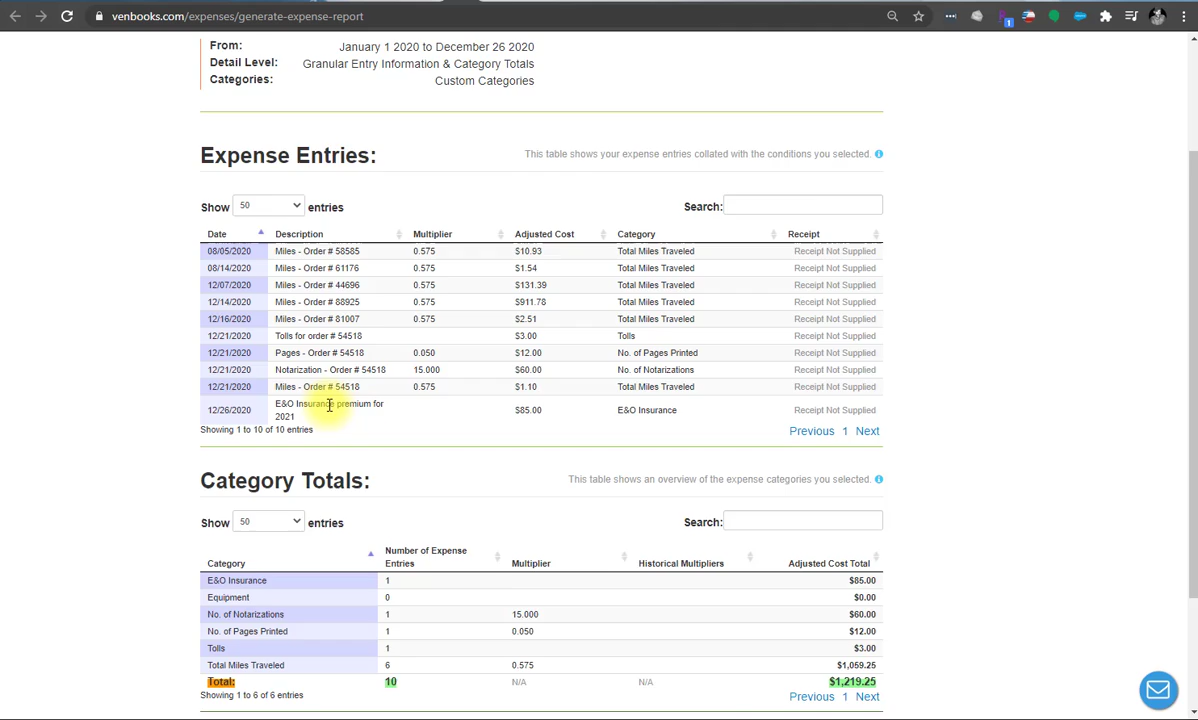 venbooks.com/expenses/generate-expense-report
1
From: January 1 2020 to December 26 2020
Detail Level: Granular Entry Information & Category Totals
Categories: Custom Categories
Expense Entries: This table shows your expense entries collated with the conditions you selected.
Show 50 entries Search:
Date Description Multiplier Adjusted Cost Category Receipt
08/05/2020 Miles - Order # 58585 0.575 $10.93 Total Miles Traveled Receipt Not Supplied
08/14/2020 Miles - Order # 61176 0.575 $1.54 Total Miles Traveled Receipt Not Supplied
12/07/2020 Miles - Order # 44696 0.575 $131.39 Total Miles Traveled Receipt Not Supplied
12/14/2020 Miles - Order # 88925 0.575 $911.78 Total Miles Traveled Receipt Not Supplied
12/16/2020 Miles - Order # 81007 0.575 $2.51 Total Miles Traveled Receipt Not Supplied
12/21/2020 Tolls for order # 54518 $3.00 Tolls Receipt Not Supplied
12/21/2020 Pages - Order # 54518 0.050 $12.00 No. of Pages Printed Receipt Not Supplied
12/21/2020 Notarization - Order # 54518 15.000 $60.00 No. of Notarizations Receipt Not Supplied
12/21/2020 Miles - Order # 54518 0.575 $1.10 Total Miles Traveled Receipt Not Supplied
E&O Insurance premium for
12/26/2020 $85.00 E&O Insurance Receipt Not Supplied
2021
Showing 1 to 10 of 10 entries Previous 1 Next
Category Totals: This table shows an overview of the expense categories you selected.
Show 50 entries Search:
Number of Expense
Category Entries Multiplier Historical Multipliers Adjusted Cost Total
E&O Insurance 1 $85.00
Equipment 0 $0.00
No. of Notarizations 1 15.000 $60.00
No. of Pages Printed 1 0.050 $12.00
Tolls 1 $3.00
Total Miles Traveled 6 0.575 $1,059.25
Total: 10 N/A N/A $1,219.25
Showing 1 to 6 of 6 entries Previous 1 Next